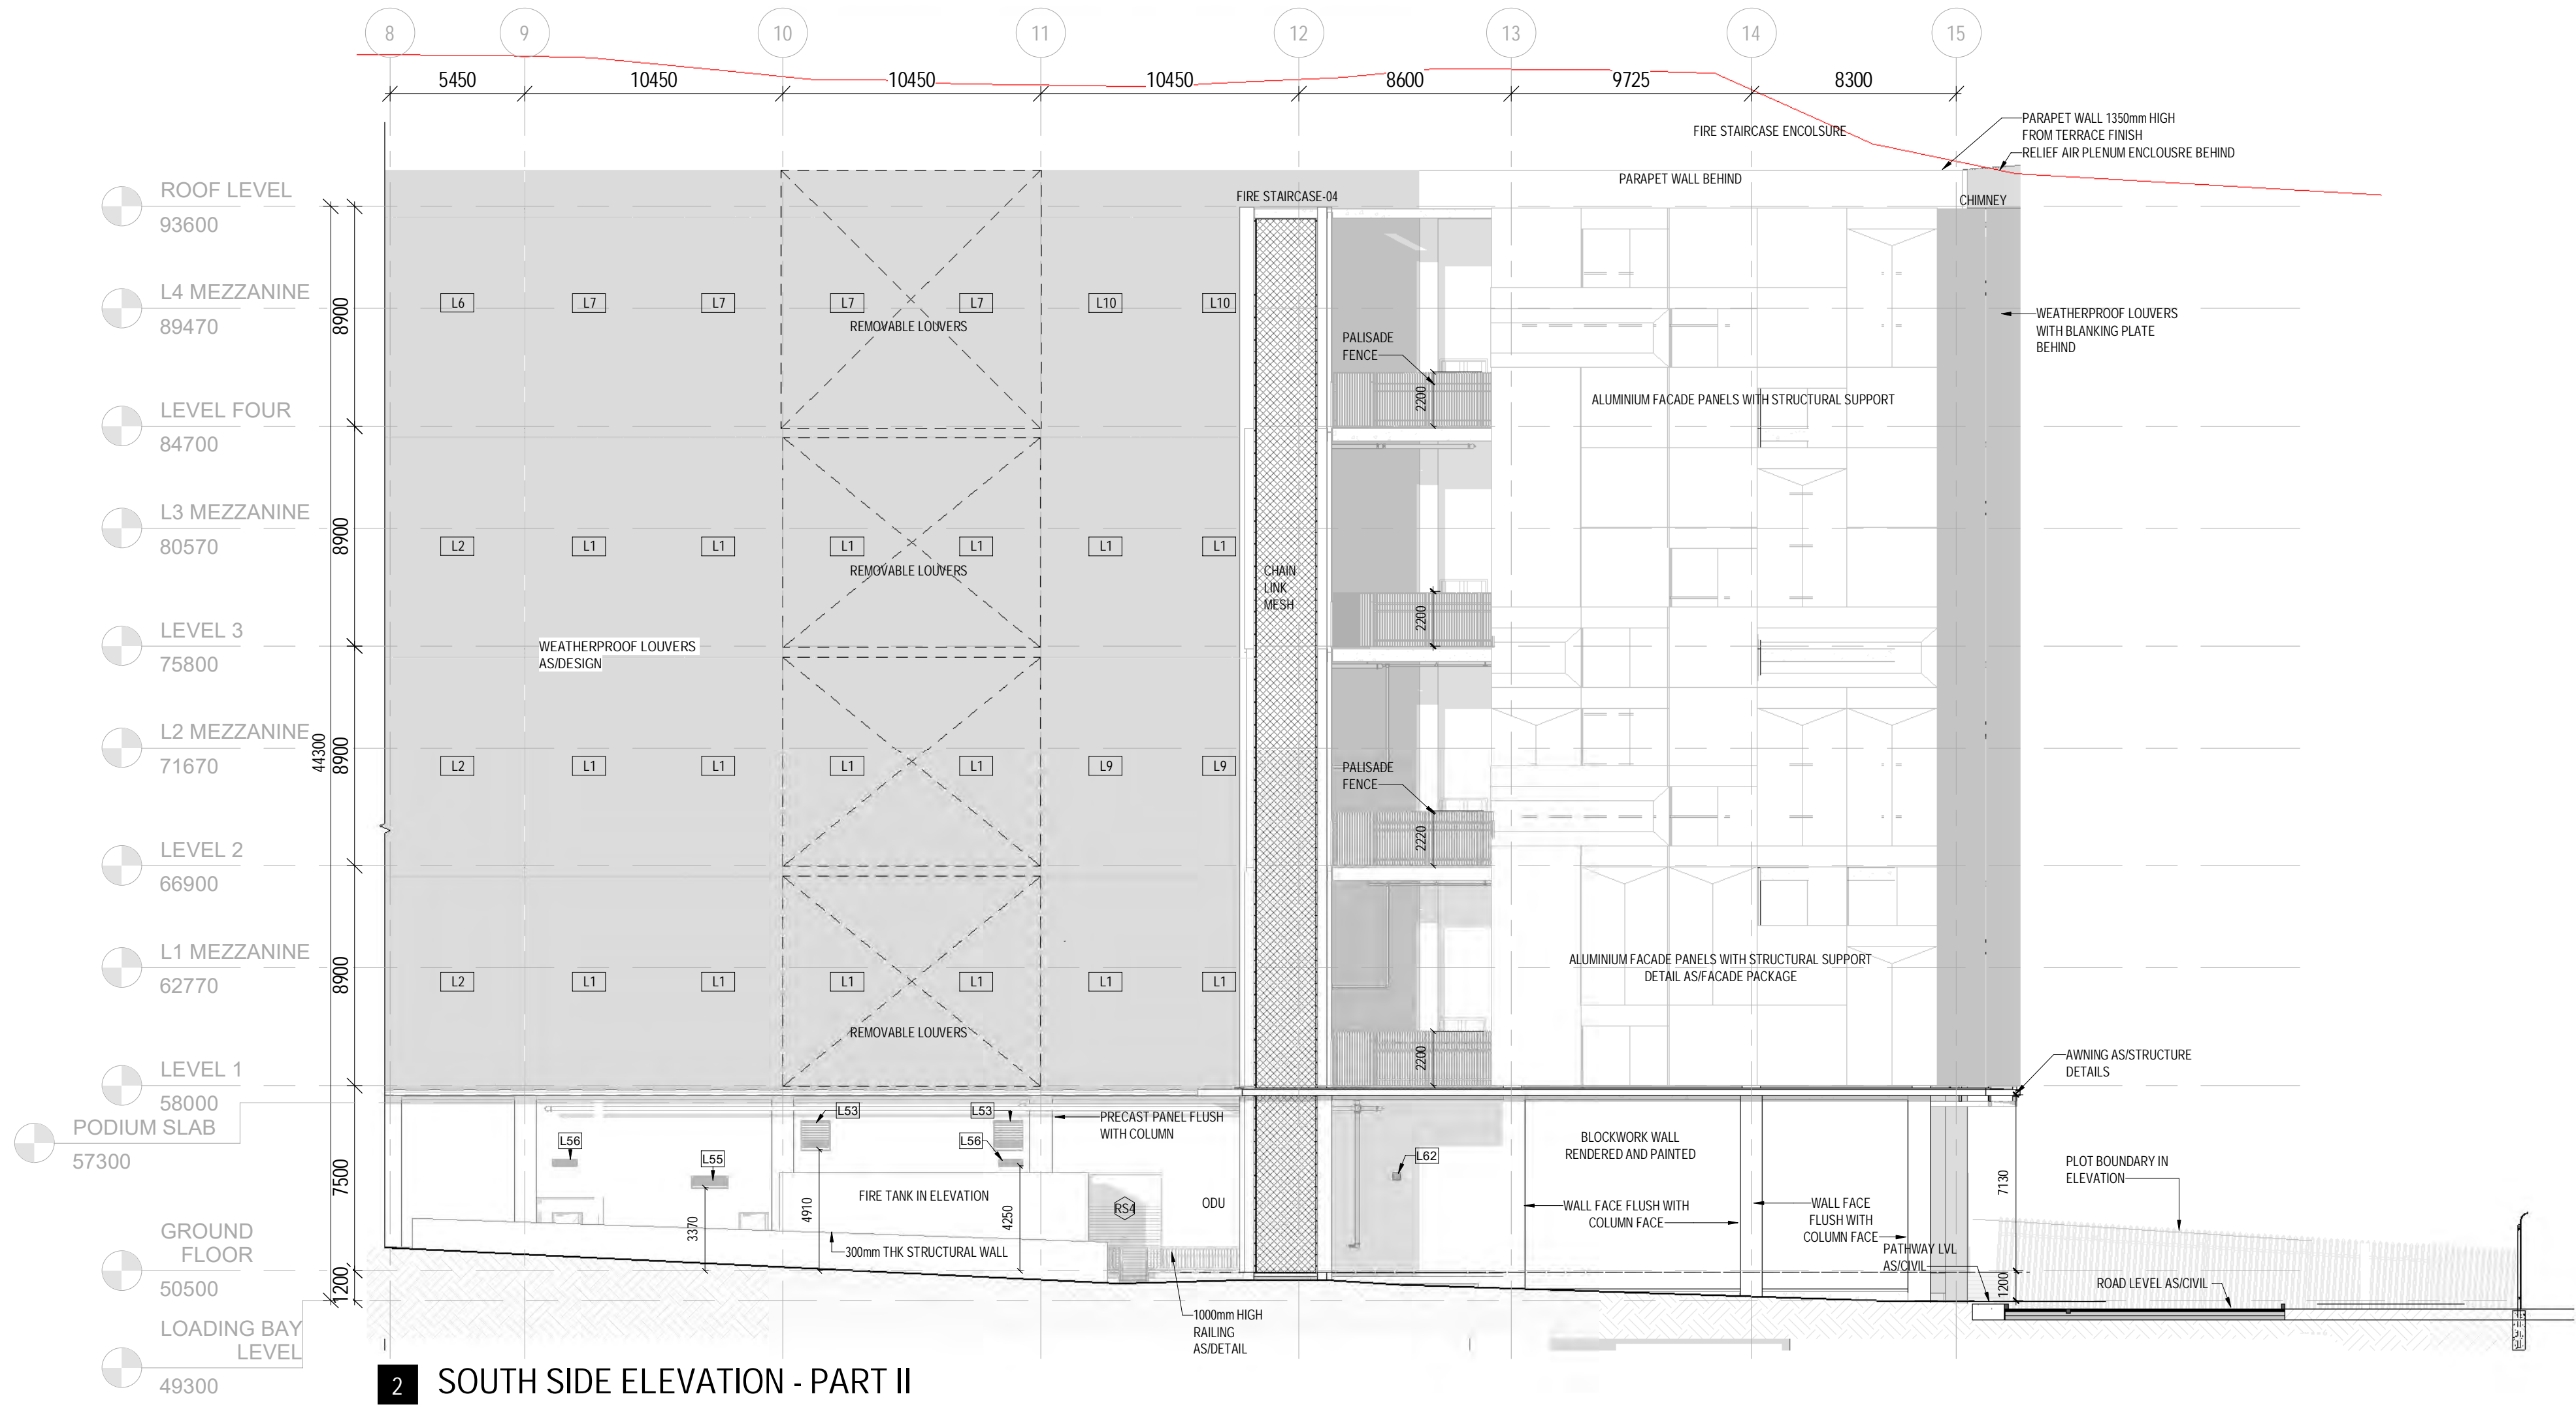 8 9 10 11 12 13 14 15
5450 10450 10450 10450 8600 9725 8300
FIRE STAIRCASE ENCOLSURE
PARAPET WALL 1350mm HIGH
FROM TERRACE FINISH
RELIEF AIR PLENUM ENCLOUSRE BEHIND
PARAPET WALL BEHIND
FIRE STAIRCASE-04
CHIMNEY
ROOF LEVEL
93600
L4 MEZZANINE
89470
8900
L6 L7 L7 L7 L7 L10 L10
REMOVABLE LOUVERS
PALISADE
FENCE
2200
WEATHERPROOF LOUVERS
WITH BLANKING PLATE
BEHIND
ALUMINIUM FACADE PANELS WITH STRUCTURAL SUPPORT
LEVEL FOUR
84700
L3 MEZZANINE
80570
8900
L2 L1 L1 L1 L1 L1 L1
REMOVABLE LOUVERS
CHAIN
LINK
MESH
2200
LEVEL 3
75800
WEATHERPROOF LOUVERS
AS/DESIGN
L2 MEZZANINE
71670
44300
8900
L2 L1 L1 L1 L1 L9 L9
PALISADE
FENCE
2220
LEVEL 2
66900
L1 MEZZANINE
62770
8900
L2 L1 L1 L1 L1 L1 L1
REMOVABLE LOUVERS
ALUMINIUM FACADE PANELS WITH STRUCTURAL SUPPORT
DETAIL AS/FACADE PACKAGE
2200
LEVEL 1
58000
AWNING AS/STRUCTURE
DETAILS
PODIUM SLAB
57300
L53 L53
L56 L56
L55
L62
PRECAST PANEL FLUSH
WITH COLUMN
BLOCKWORK WALL
RENDERED AND PAINTED
PLOT BOUNDARY IN
ELEVATION
7500
3370
4910
4250
7130
FIRE TANK IN ELEVATION
RS4
ODU
WALL FACE FLUSH WITH
COLUMN FACE
WALL FACE
FLUSH WITH
COLUMN FACE
300mm THK STRUCTURAL WALL
PATHWAY LVL
AS/CIVIL
GROUND
FLOOR
50500
1200
1200
ROAD LEVEL AS/CIVIL
1000mm HIGH
RAILING
AS/DETAIL
LOADING BAY
LEVEL
49300
2 SOUTH SIDE ELEVATION - PART II